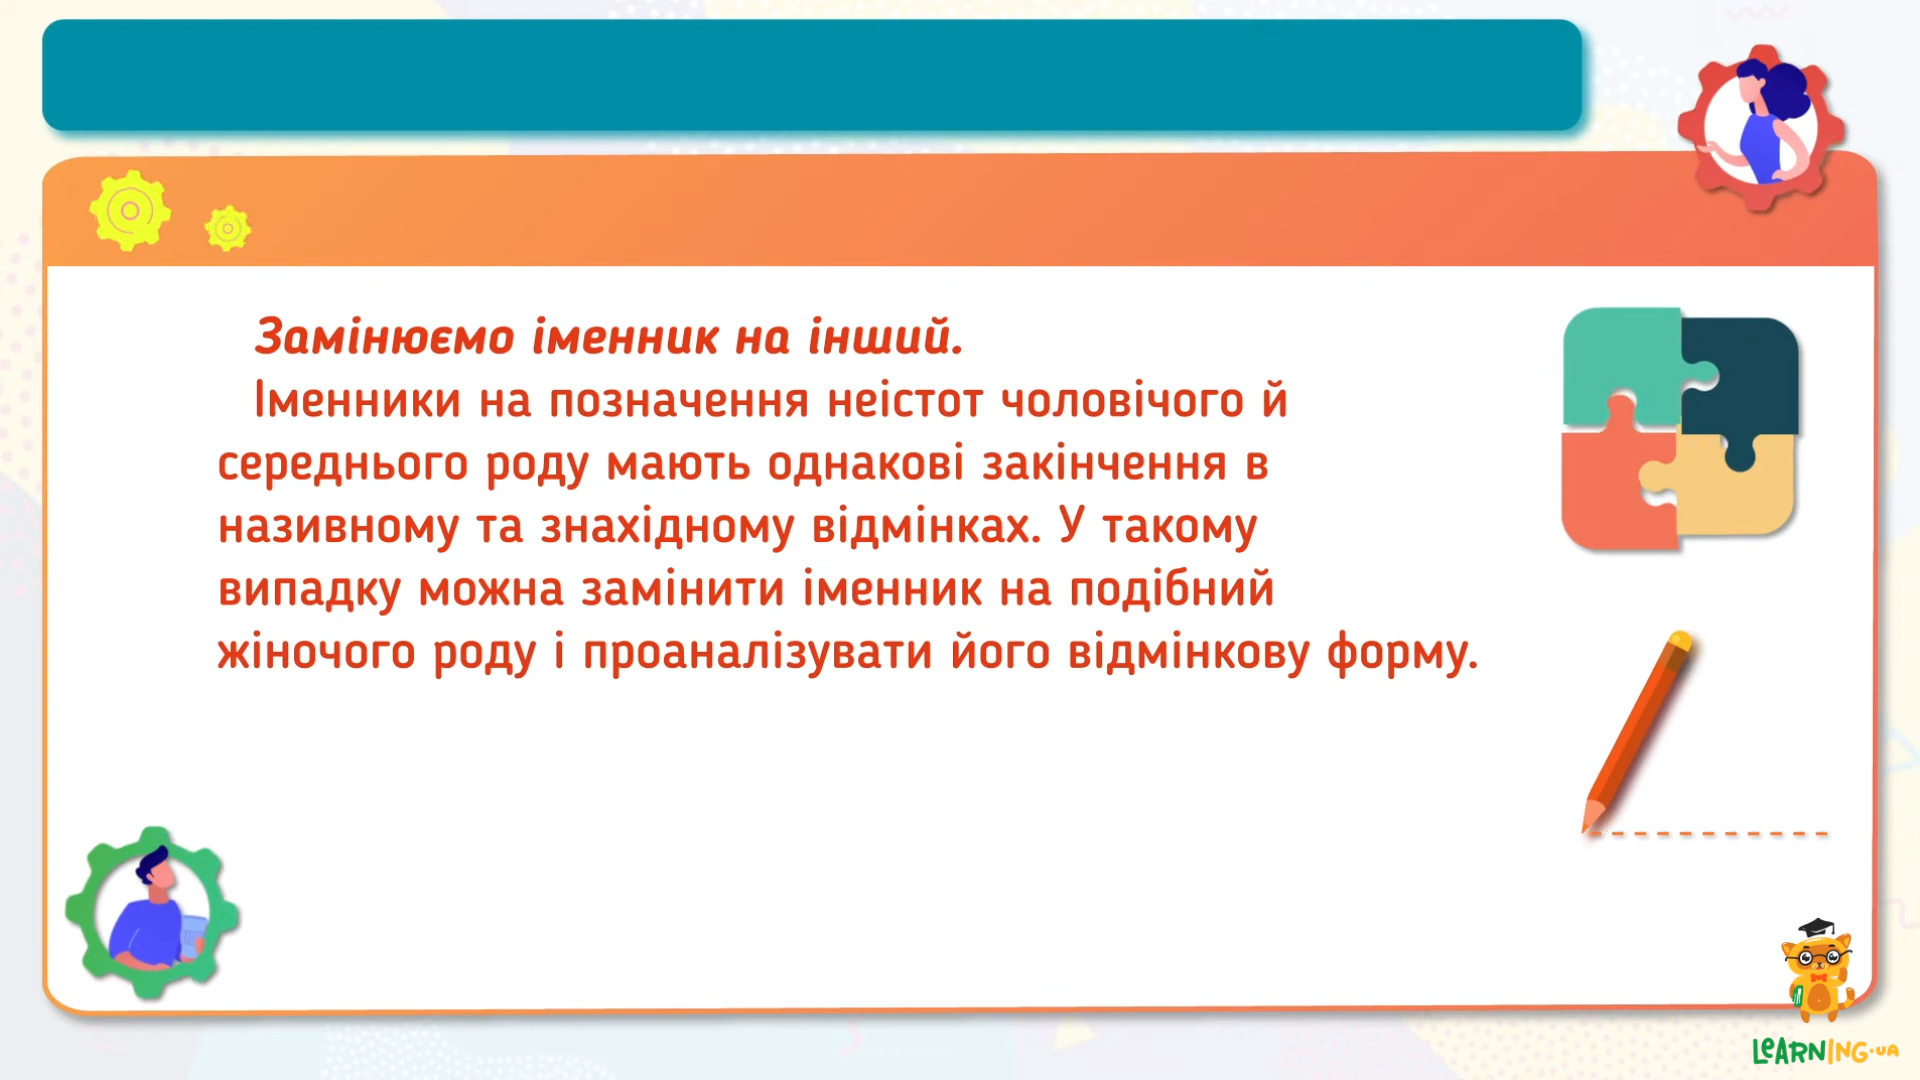 Замінюємо іменник на інший.
Іменники на позначення неістот чоловічого й
середнього роду мають однакові закінчення в
називному та знахідному відмінках. У такому
випадку можна замінити іменник на подібний
жіночого роду і проаналізувати його відмінкову форму.
LEARNING.UA